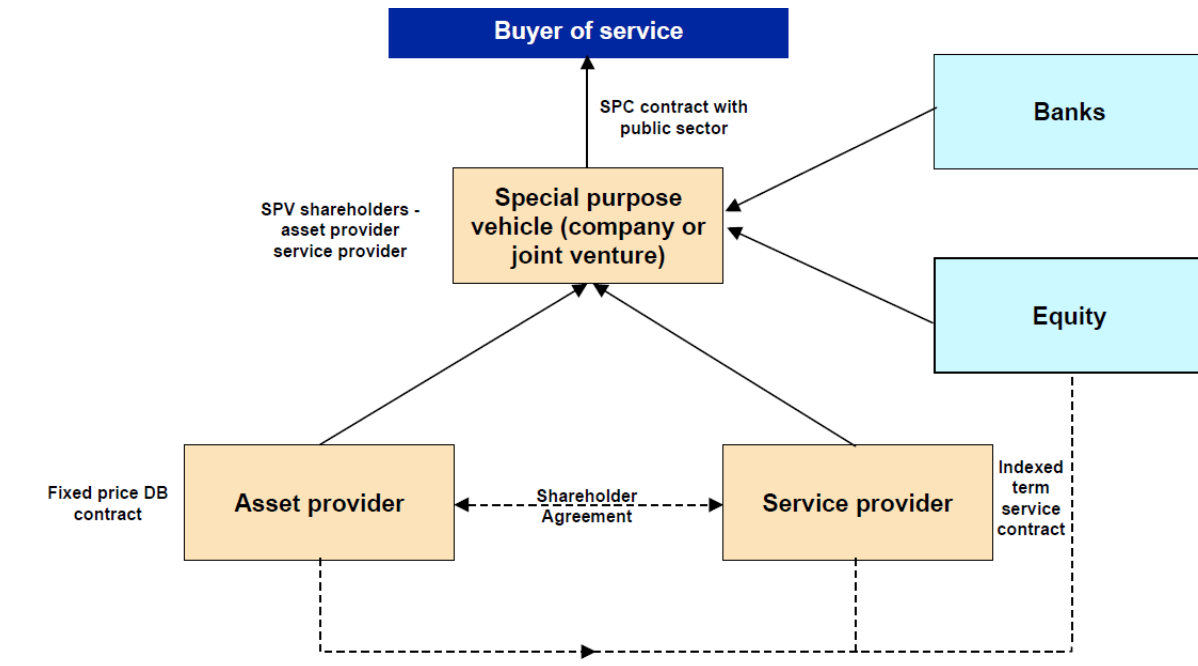 Buyer of service
SPC contract with
public sector
Banks
SPV shareholders -
asset provider
service provider
Special purpose
vehicle (company or
joint venture)
Equity
Fixed price DB
contract
Asset provider
Shareholder
Agreement
Service provider
Indexed
term
service
contract